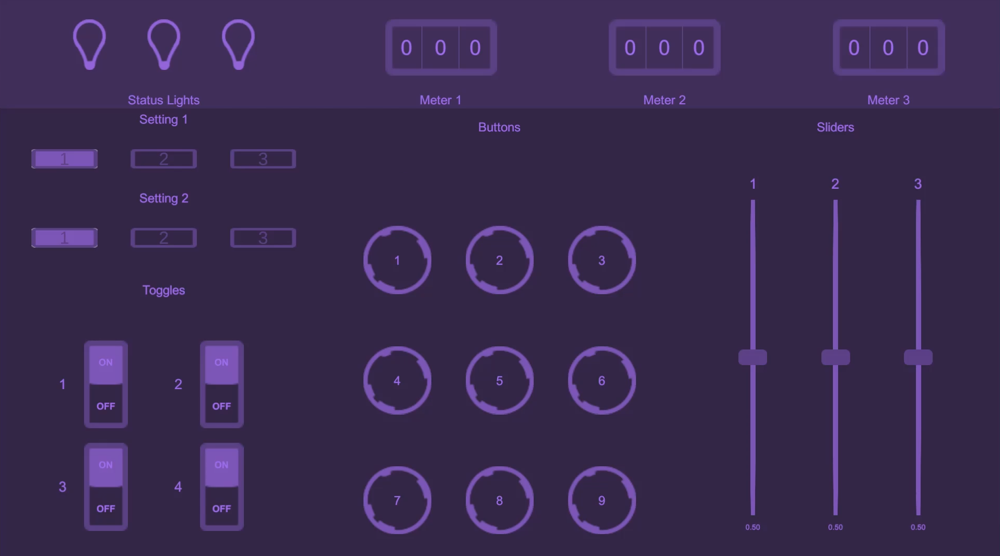 0 0 0
0 0 0
0 0 0
Status Lights
Meter 1
Meter 2
Meter 3
Setting 1
Buttons
Sliders
1 2 3
1 2 3
Setting 2
1 2 3
1 2 3
Toggles
ON
ON
1
2
4 5 6
OFF
OFF
ON
ON
3
4
7 8 9
OFF
OFF
0.50 0.50 0.50